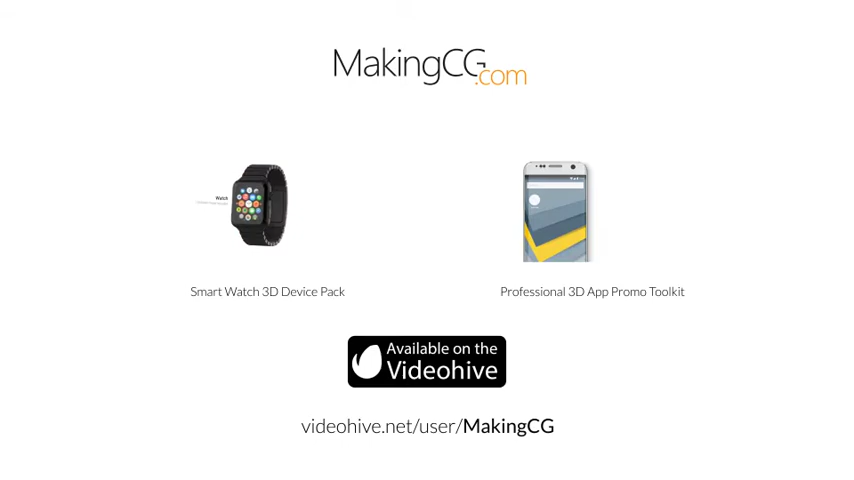 MakingCG.com
Watch
Smart Watch 3D Device Pack
Professional 3D App Promo Toolkit
Available on the
Videohive
videohive.net/user/MakingCG